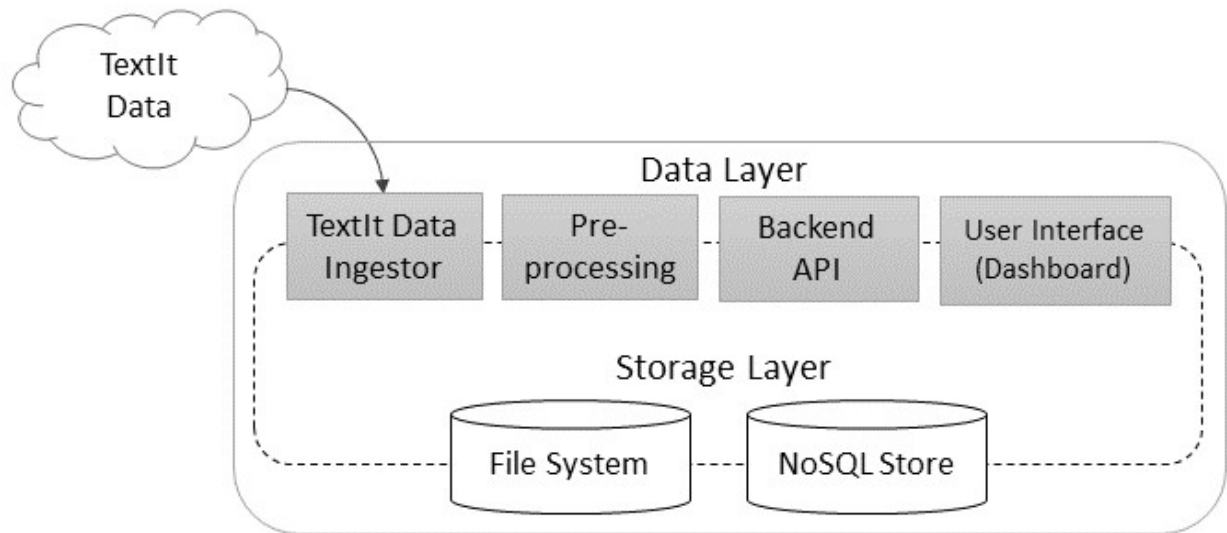 TextIt
Data
Data Layer
TextIt Data
Ingestor
Pre-
processing
Backend
API
User Interface
(Dashboard)
Storage Layer
File System
NoSQL Store